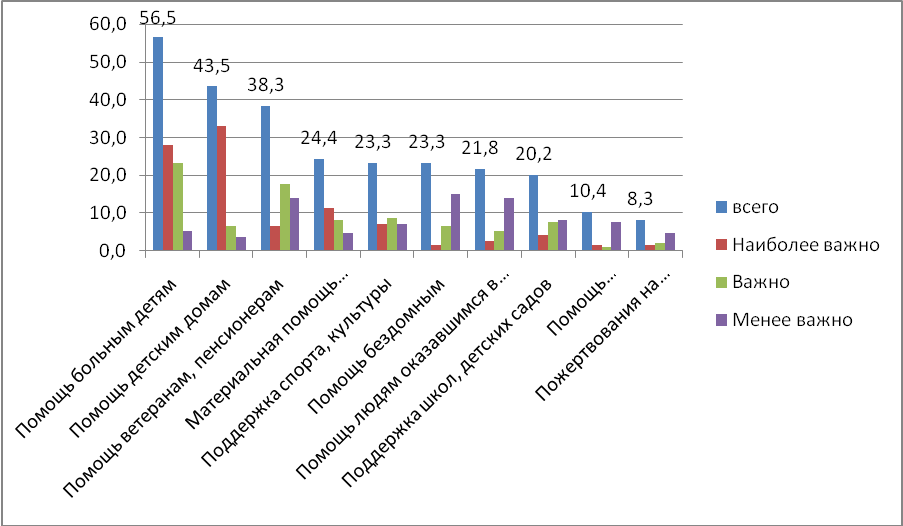 60,0
50,0
40,0
30,0
20,0
10,0
0,0
56,5
43,5
38,3
24,4
23,3
23,3
21,8
20,2
10,4
8,3
Помощь больным детям
Помощь детским домам
Помощь ветеранам, пенсионерам
Материальная помощь...
Поддержка спорта, культуры
Помощь бездомным
Помощь людям оказавшимся в...
Поддержка школ, детских садов
Помощь...
Пожертвования на...
всего
Наиболее важно
Важно
Менее важно